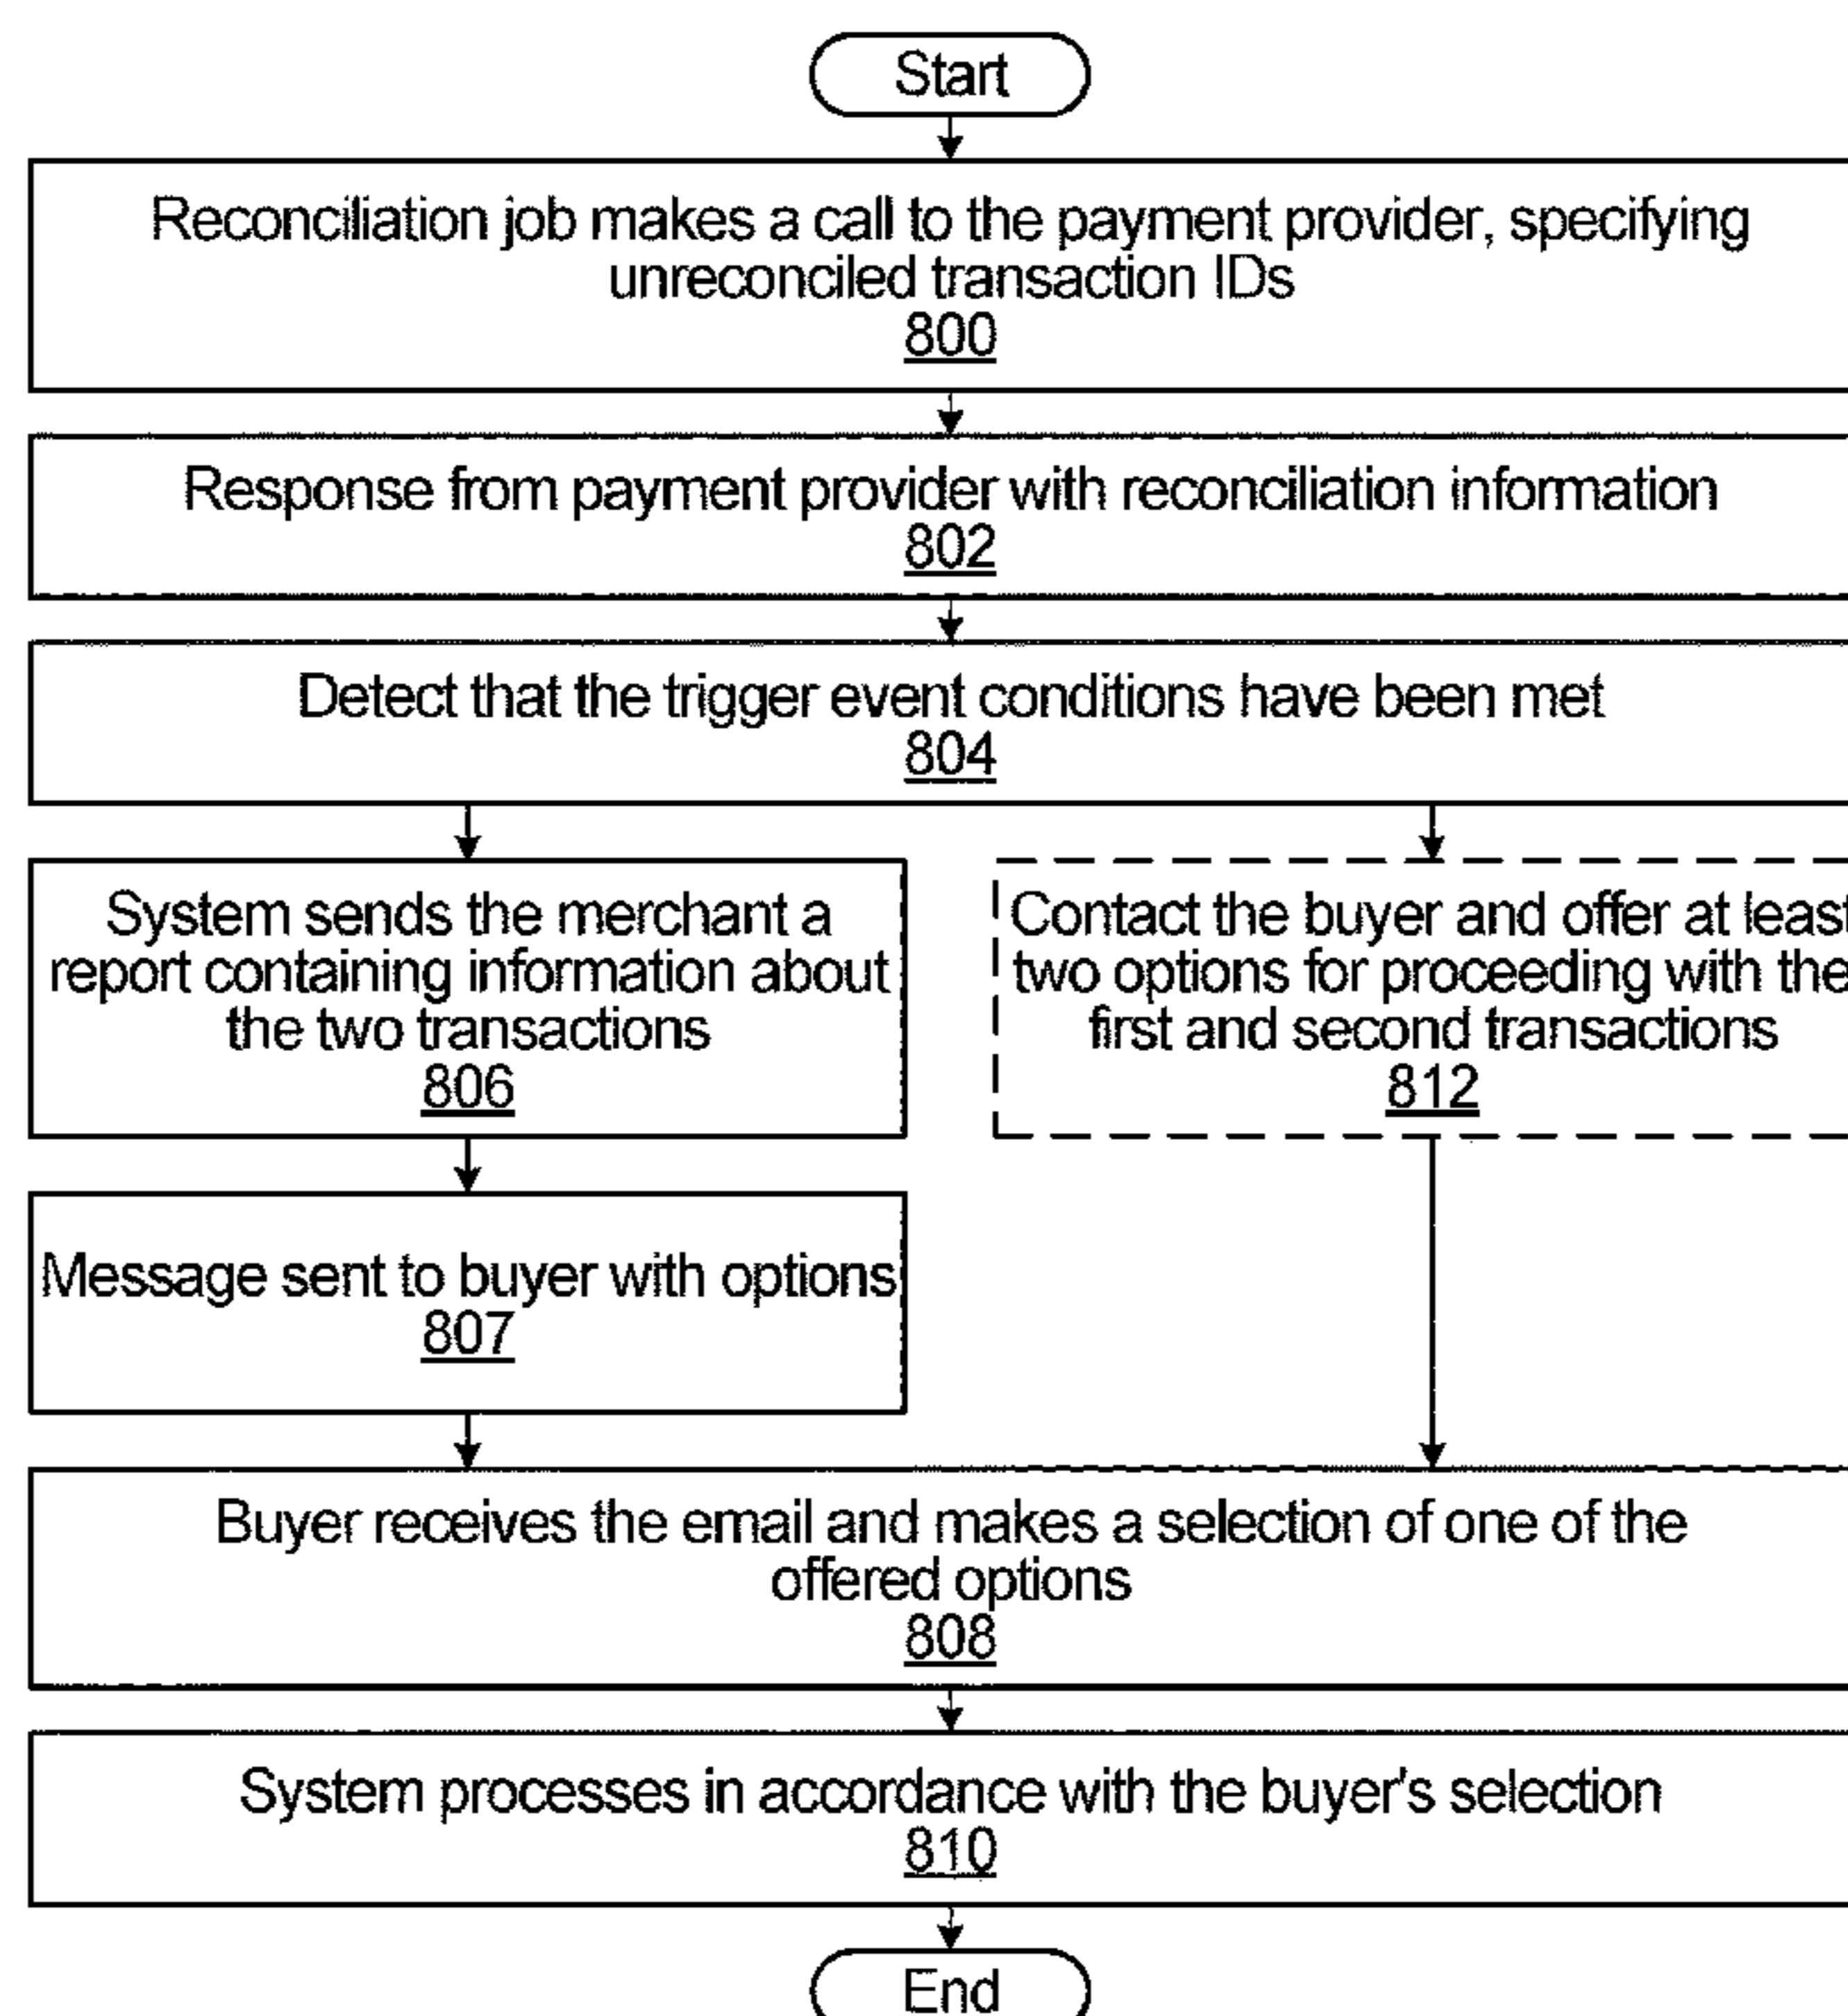 Start
Reconciliation job makes a call to the payment provider, specifying
unreconciled transaction IDs
800
Response from payment provider with reconciliation information
802
Detect that the trigger event conditions have been met
804
System sends the merchant a
report containing information about
the two transactions
806
Contact the buyer and offer at least
two options for proceeding with the
first and second transactions
812
Message sent to buyer with options
807
Buyer receives the email and makes a selection of one of the
offered options
808
System processes in accordance with the buyer's selection
810
End